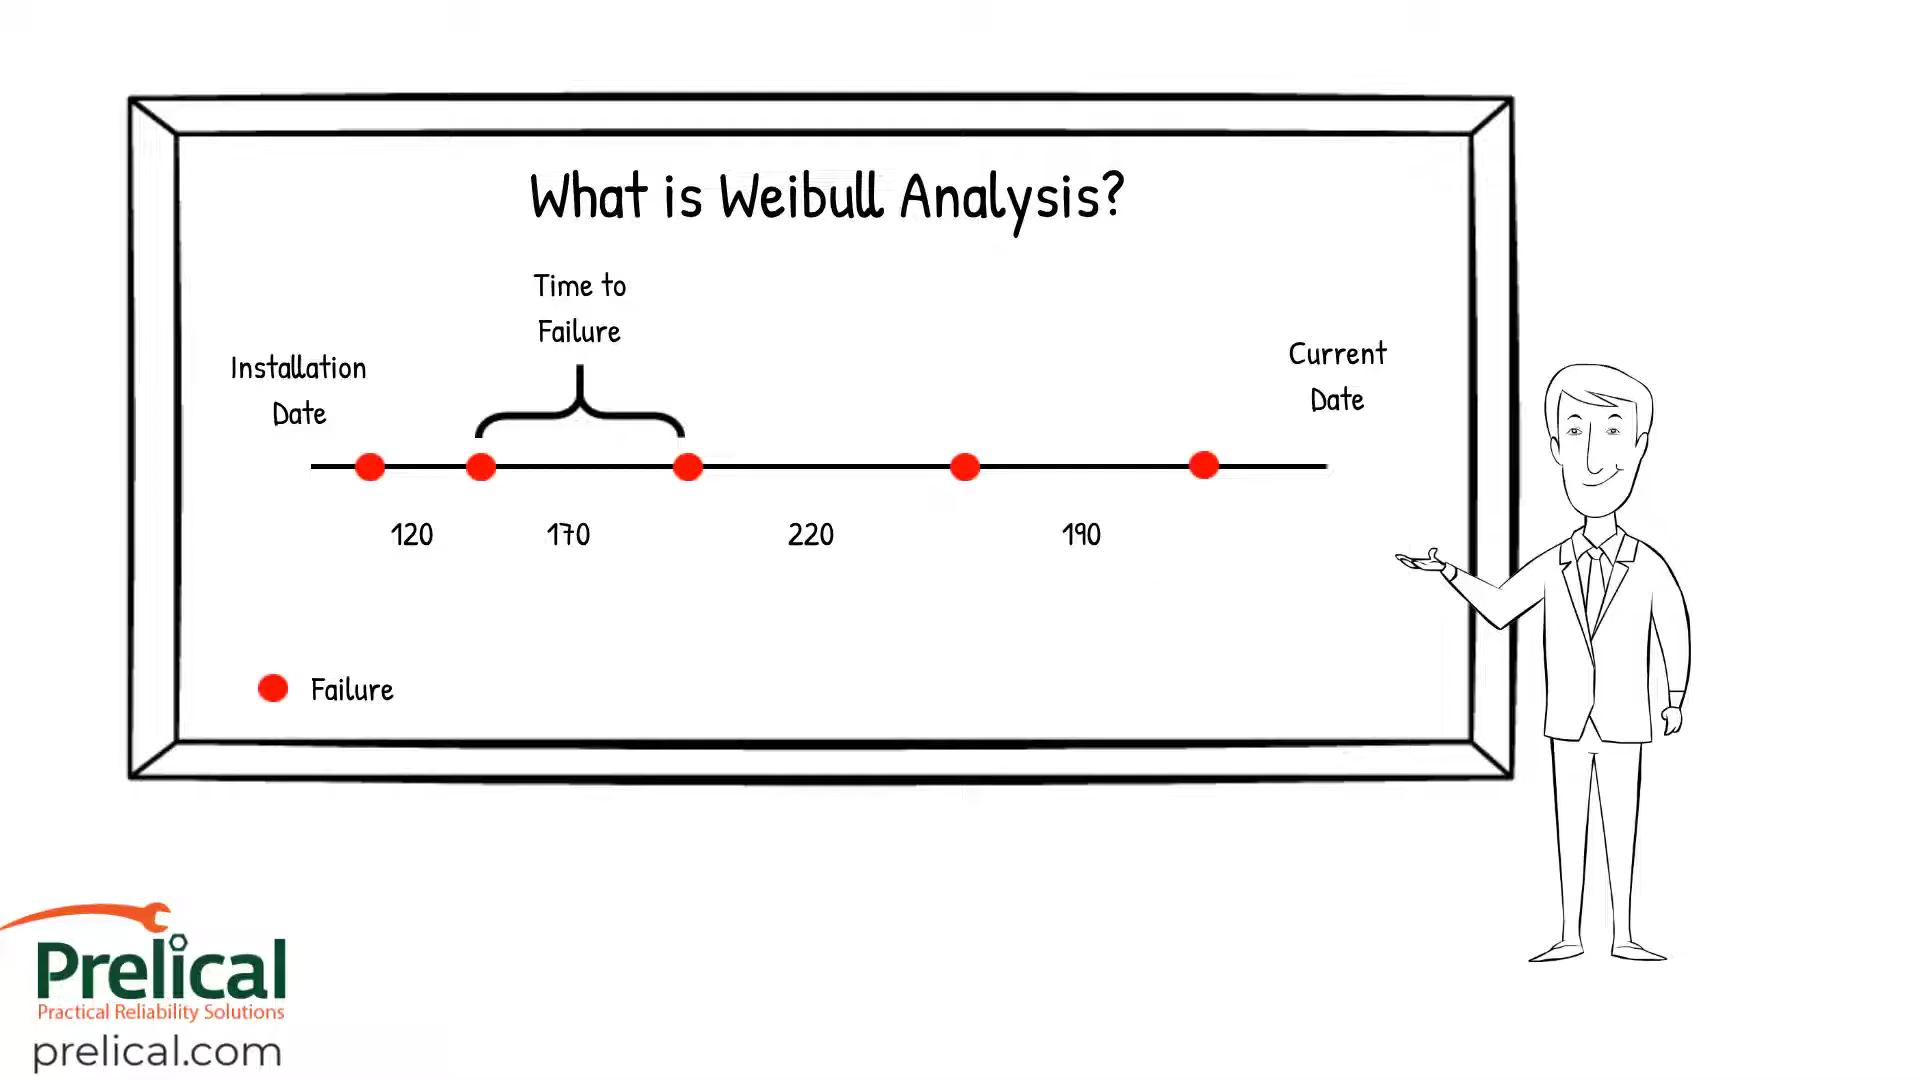 What is Weibull Analysis?
Time to
Failure
Installation
Date
Current
Date
120
170
220
190
Failure
Prelical
Practical Reliability Solutions
prelical.com